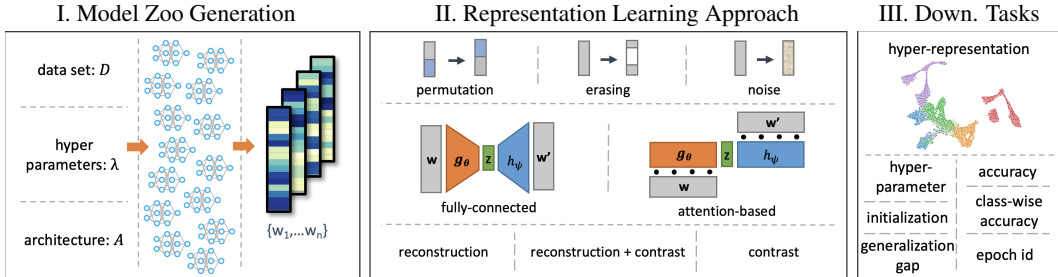 I. Model Zoo Generation
data set: D
hyper
parameters: λ
architecture: A
{w₁,...wₙ}
II. Representation Learning Approach
permutation
erasing
noise
w
gθ
z
hψ
w'
fully-connected
w'
gθ
z
hψ
w
attention-based
reconstruction
reconstruction + contrast
contrast
III. Down. Tasks
hyper-representation
hyper-
parameter
initialization
generalization
gap
accuracy
class-wise
accuracy
epoch id